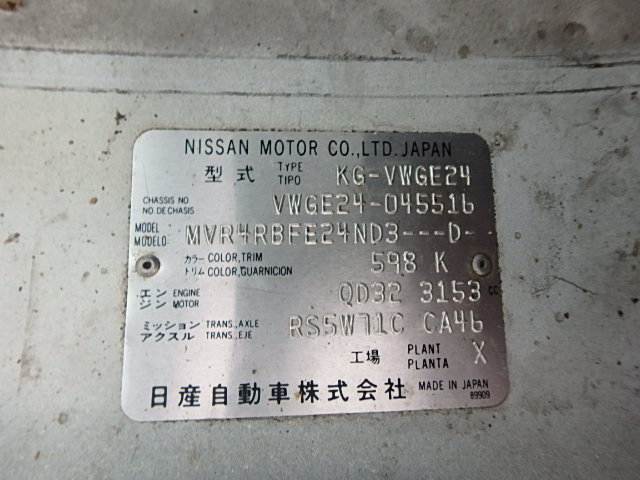 NISSAN MOTOR CO.,LTD.JAPAN
型式 TYPE TIPO KG-VWGE24
CHASSIS NO NO.DE CHASIS VWGE24-045516
MODEL MODELO MVR4RBFE24ND3---D--
カラー COLOR,TRIM
トリム COLOR,GUARNICION 598 K
エンジン ENGINE MOTOR QD32 3153 CC
ミッション TRANS.,AXLE
アクスル TRANS.,EJE RS5W71C CA46
工場 PLANT PLANTA X
日産自動車株式会社 MADE IN JAPAN
89909